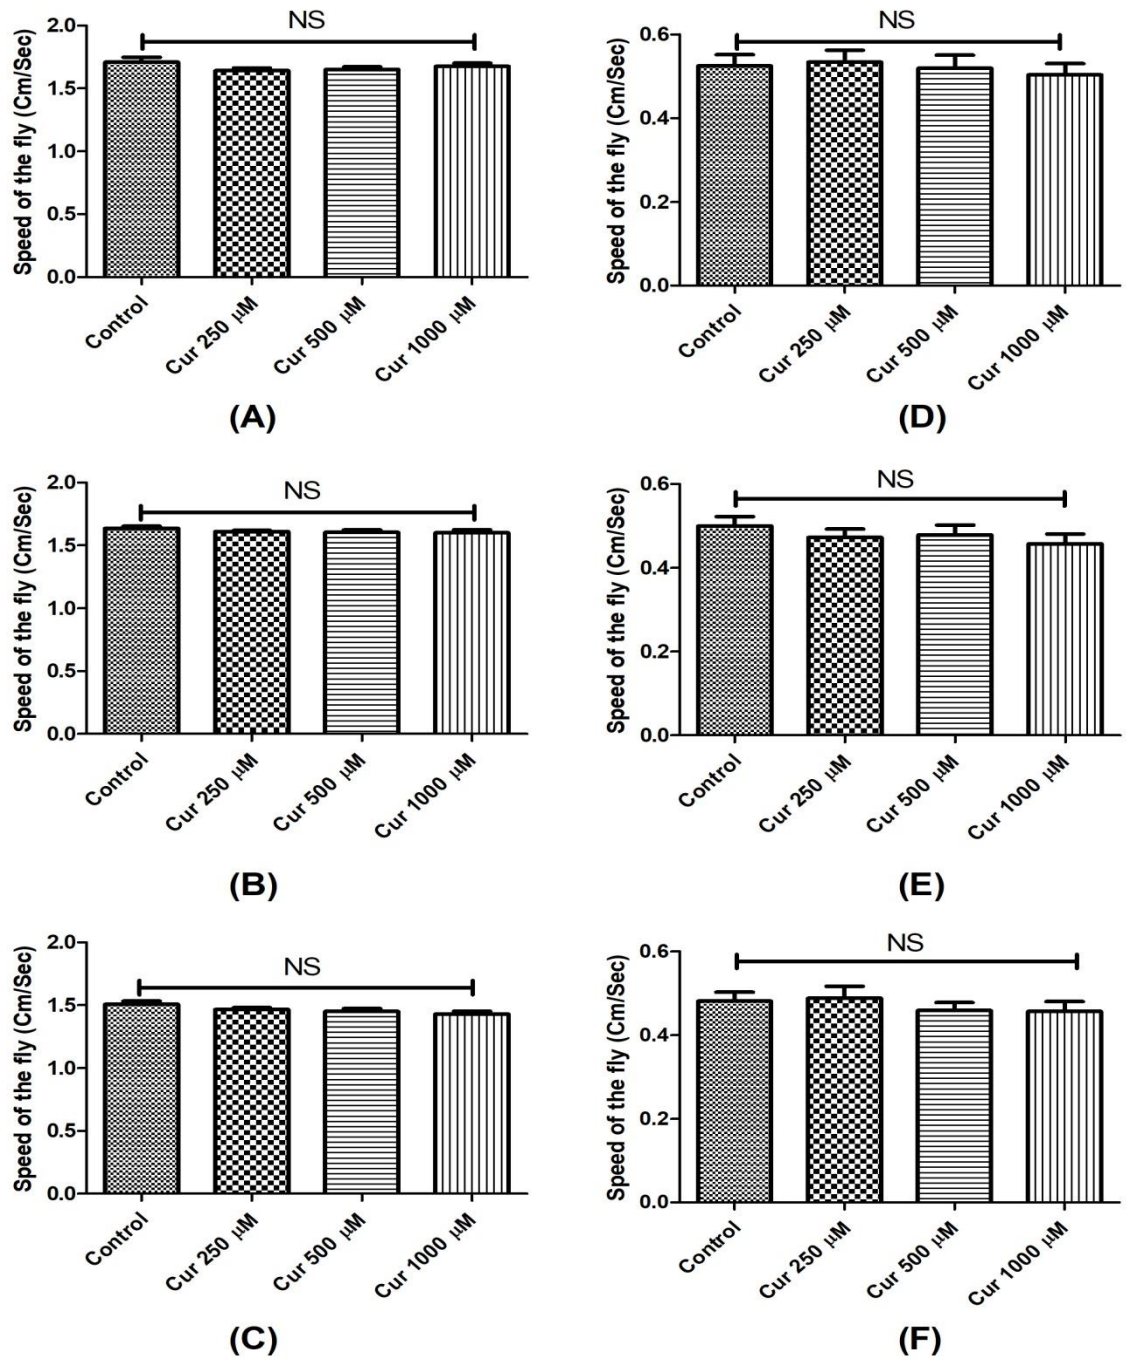 NS
Speed of the fly (Cm/Sec)
2.0
1.5
1.0
0.5
0.0
Control
Cur 250 μM
Cur 500 μM
Cur 1000 μM
(A)
NS
Speed of the fly (Cm/Sec)
0.6
0.4
0.2
0.0
Control
Cur 250 μM
Cur 500 μM
Cur 1000 μM
(D)
NS
Speed of the fly (Cm/Sec)
2.0
1.5
1.0
0.5
0.0
Control
Cur 250 μM
Cur 500 μM
Cur 1000 μM
(B)
NS
Speed of the fly (Cm/Sec)
0.6
0.4
0.2
0.0
Control
Cur 250 μM
Cur 500 μM
Cur 1000 μM
(E)
NS
Speed of the fly (Cm/Sec)
2.0
1.5
1.0
0.5
0.0
Control
Cur 250 μM
Cur 500 μM
Cur 1000 μM
(C)
NS
Speed of the fly (Cm/Sec)
0.6
0.4
0.2
0.0
Control
Cur 250 μM
Cur 500 μM
Cur 1000 μM
(F)